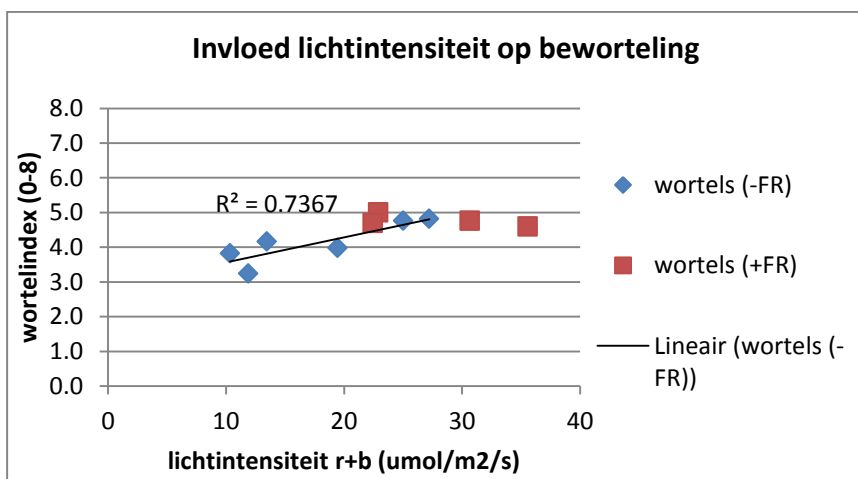 Invloed lichtintensiteit op beworteling
8.0
7.0
6.0
5.0
4.0
3.0
2.0
1.0
0.0
wortelindex (0-8)
R² = 0.7367
0 10 20 30 40
lichtintensiteit r+b (umol/m2/s)
wortels (-FR)
wortels (+FR)
Lineair (wortels (-
FR))